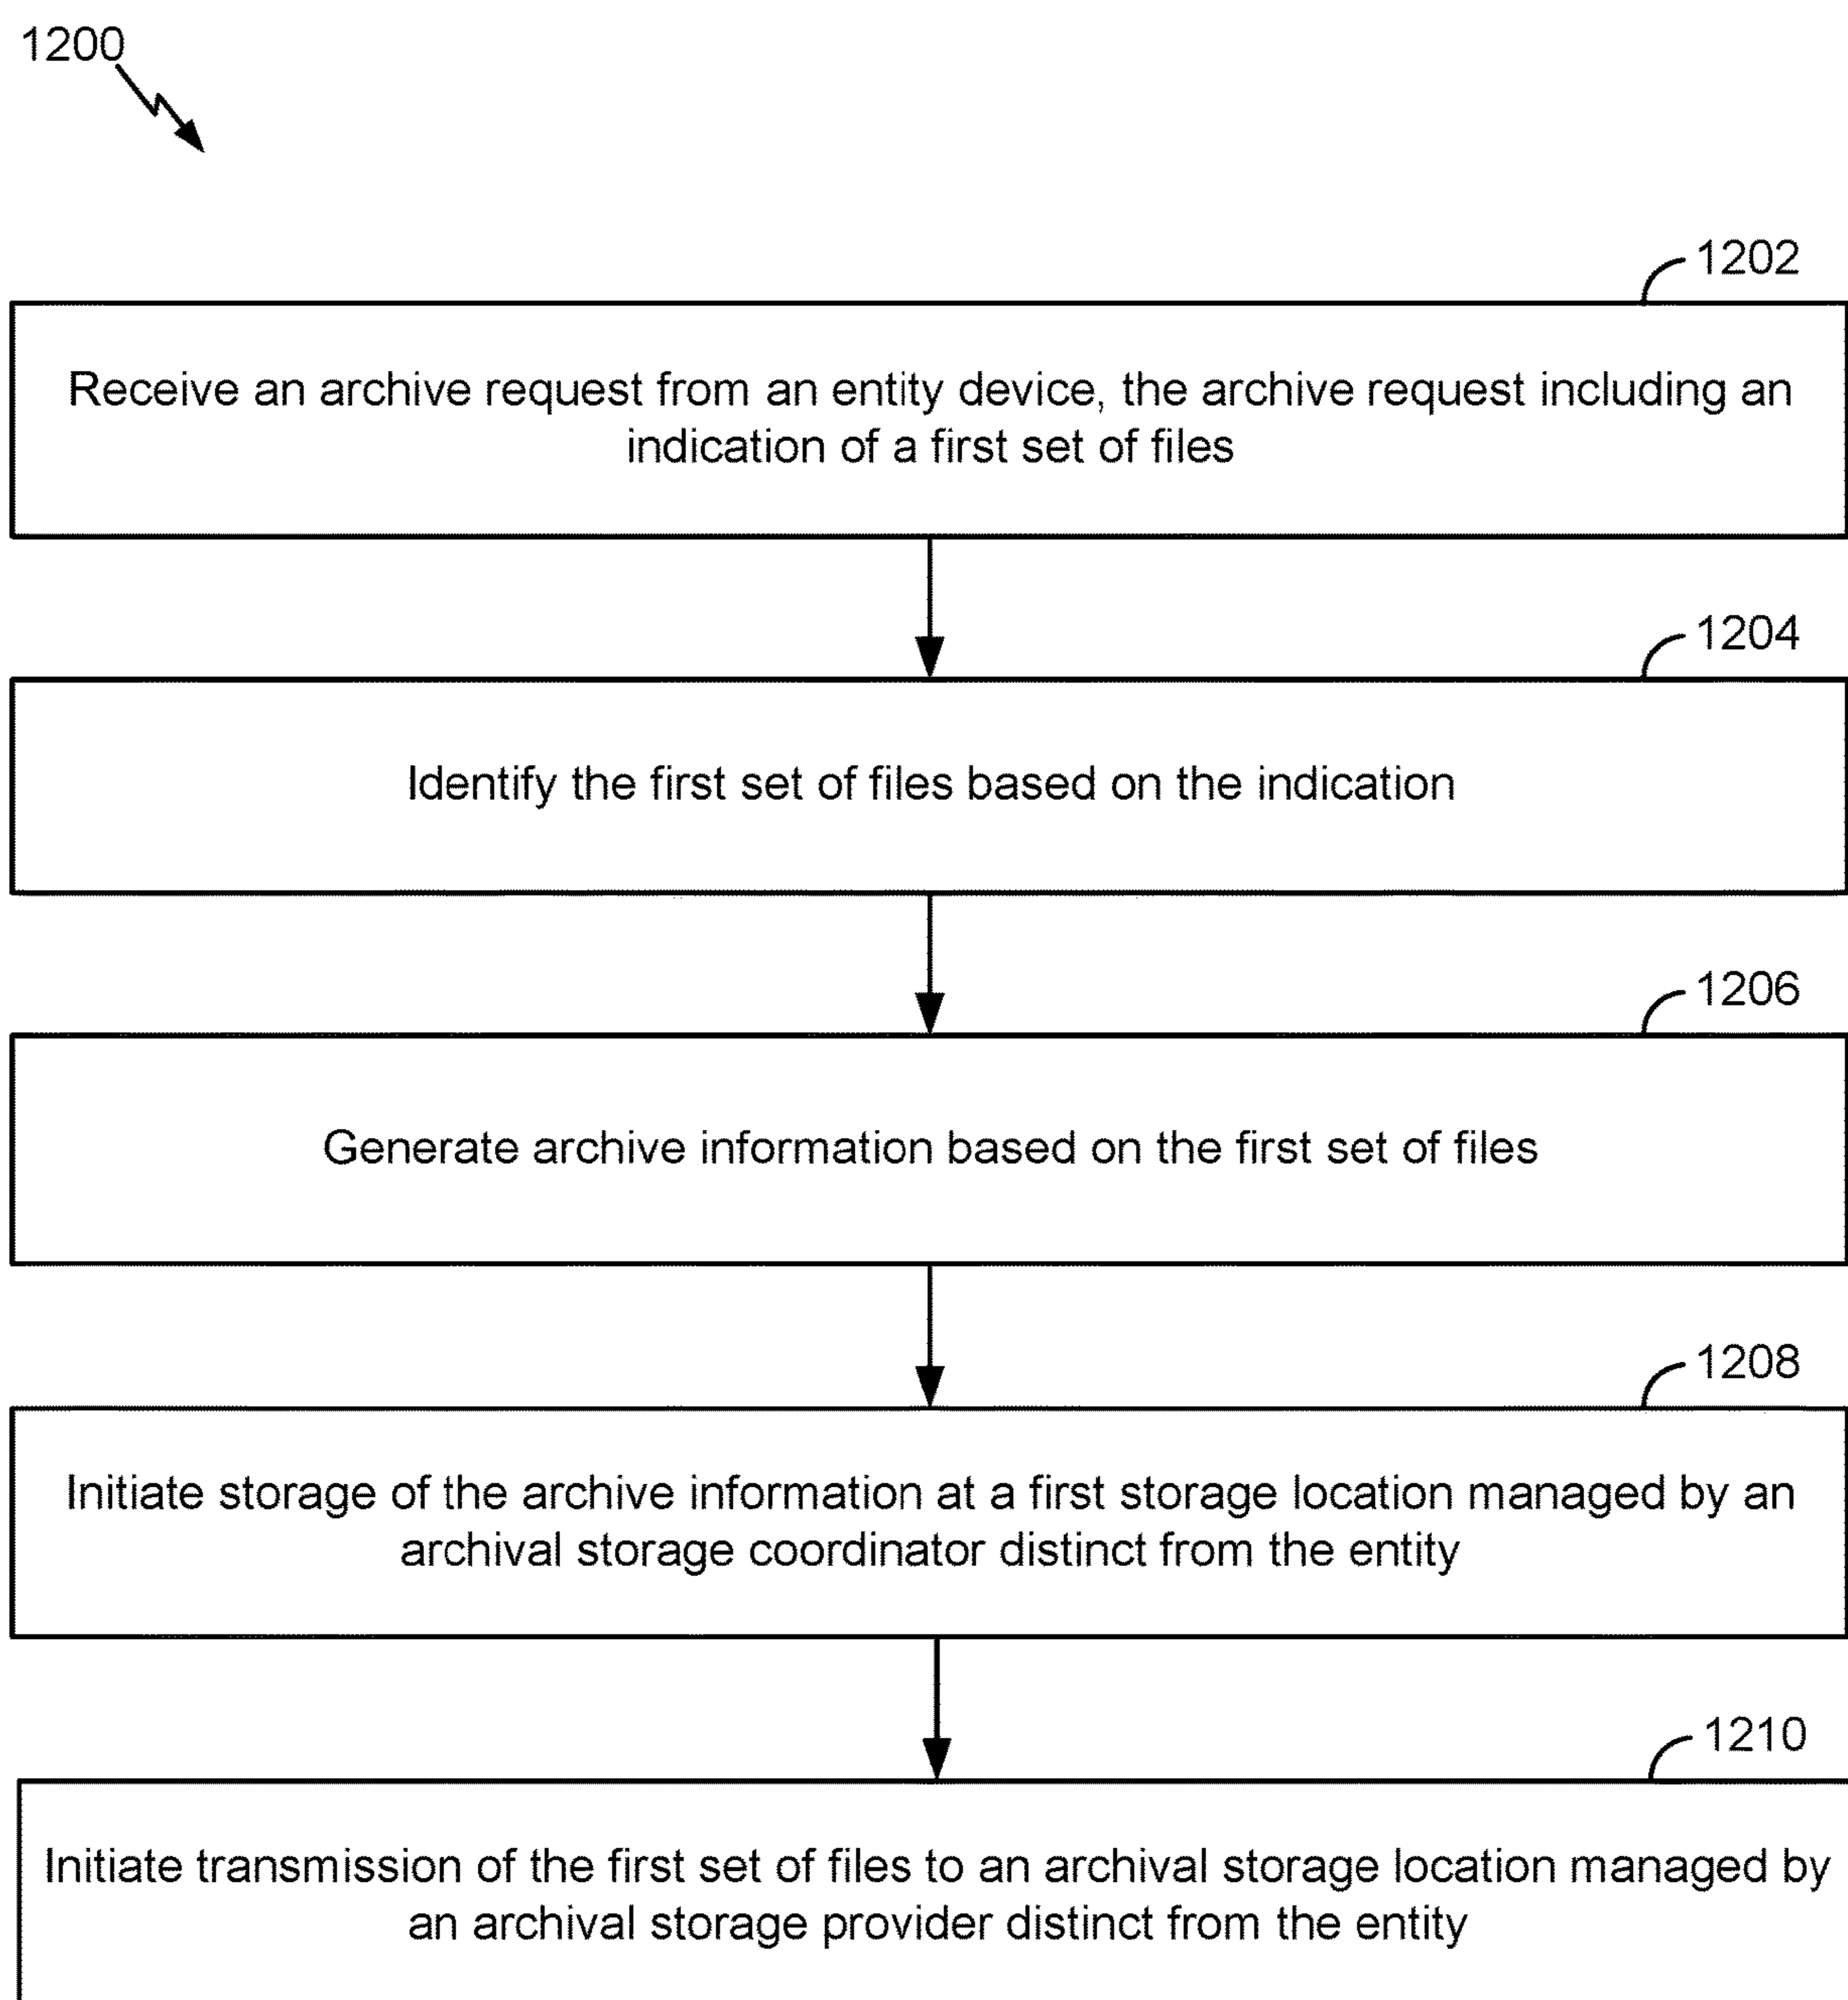 1200
1202
Receive an archive request from an entity device, the archive request including an
indication of a first set of files
1204
Identify the first set of files based on the indication
1206
Generate archive information based on the first set of files
1208
Initiate storage of the archive information at a first storage location managed by an
archival storage coordinator distinct from the entity
1210
Initiate transmission of the first set of files to an archival storage location managed by
an archival storage provider distinct from the entity